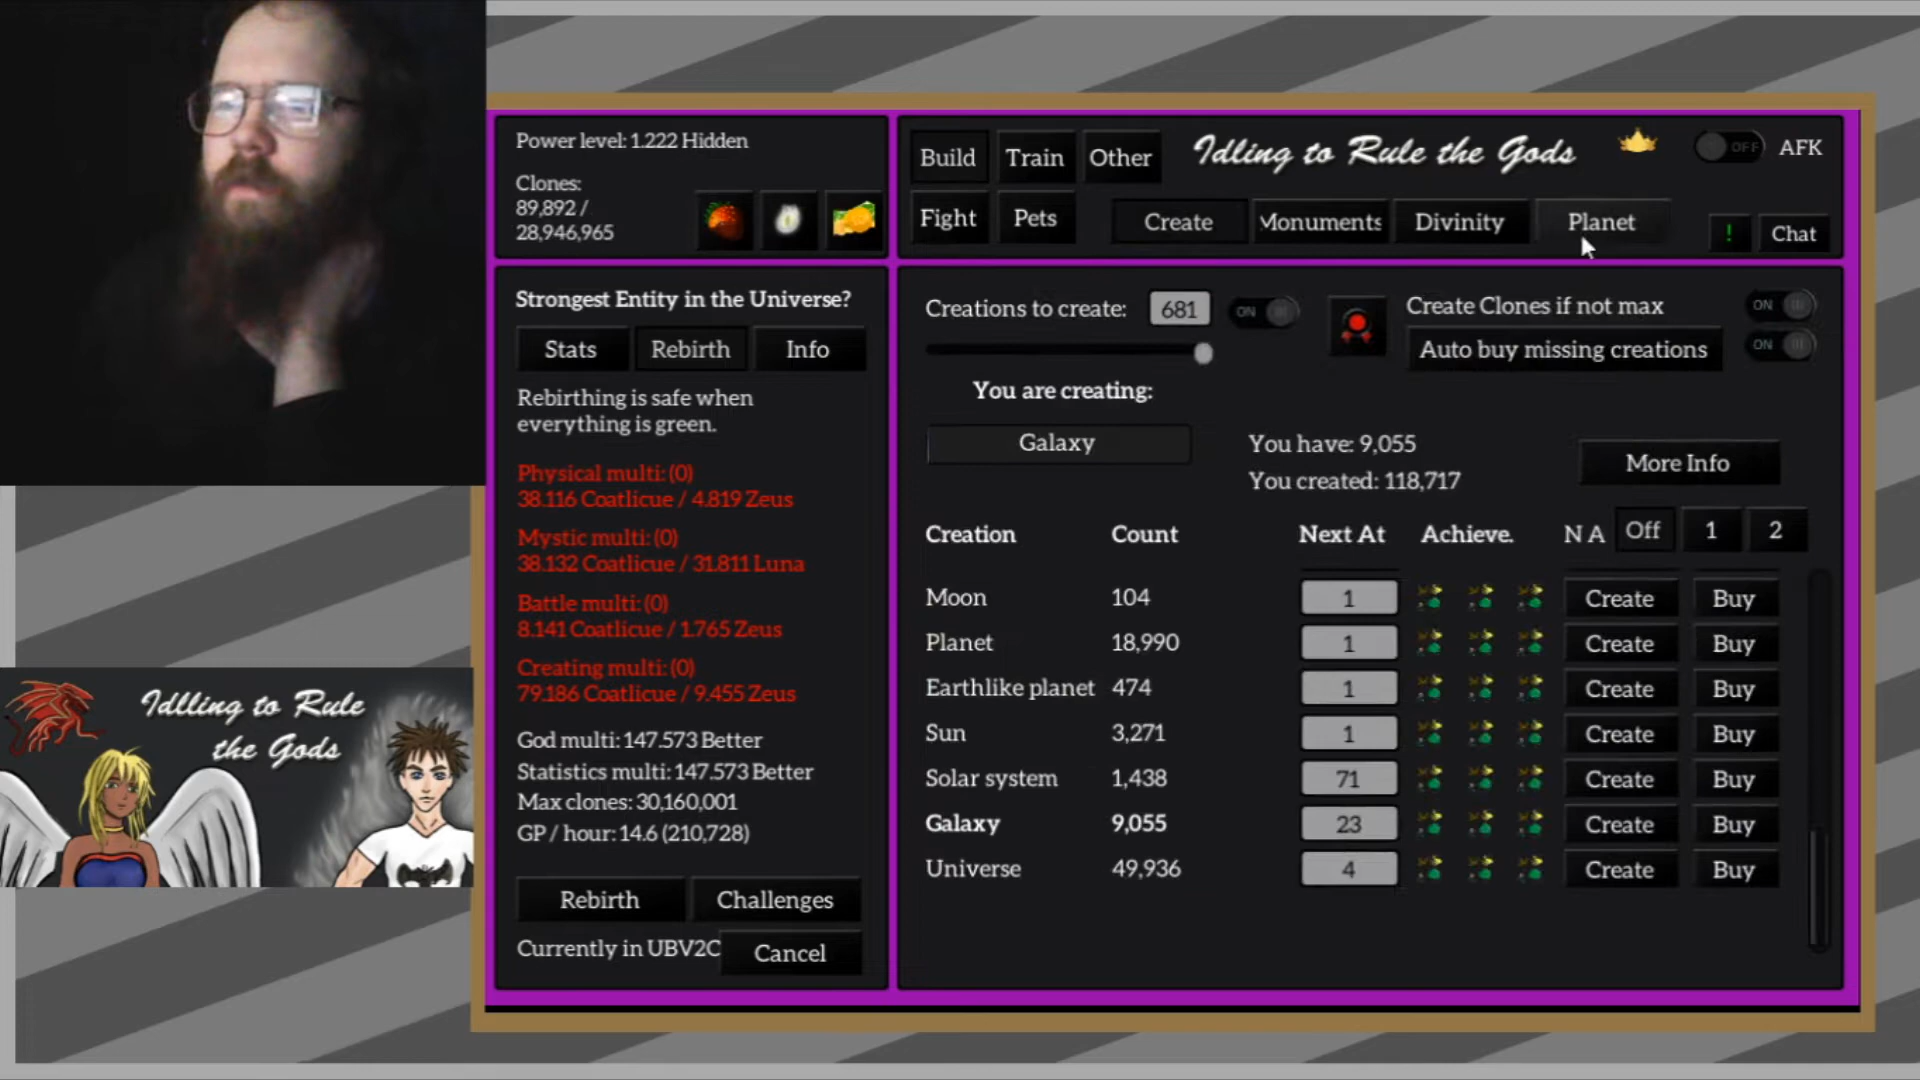 Power level: 1.222 Hidden
Clones:
89,892 /
28,946,965
Build
Train
Other
Idling to Rule the Gods
OFF
AFK
Fight
Pets
Create
Monuments
Divinity
Planet
!
Chat
Strongest Entity in the Universe?
Stats
Rebirth
Info
Rebirthing is safe when
everything is green.
Physical multi: (0)
38.116 Coatlicue / 4.819 Zeus
Mystic multi: (0)
38.132 Coatlicue / 31.811 Luna
Battle multi: (0)
8.141 Coatlicue / 1.765 Zeus
Creating multi: (0)
79.186 Coatlicue / 9.455 Zeus
God multi: 147.573 Better
Statistics multi: 147.573 Better
Max clones: 30,160,001
GP / hour: 14.6 (210,728)
Rebirth
Challenges
Currently in UBV2C
Cancel
Creations to create: 681 ON
Create Clones if not max ON
Auto buy missing creations ON
You are creating:
Galaxy
You have: 9,055
You created: 118,717
More Info
Creation Count Next At Achieve. N A Off 1 2
Moon 104 1 Create Buy
Planet 18,990 1 Create Buy
Earthlike planet 474 1 Create Buy
Sun 3,271 1 Create Buy
Solar system 1,438 71 Create Buy
Galaxy 9,055 23 Create Buy
Universe 49,936 4 Create Buy
Idlling to Rule
the Gods